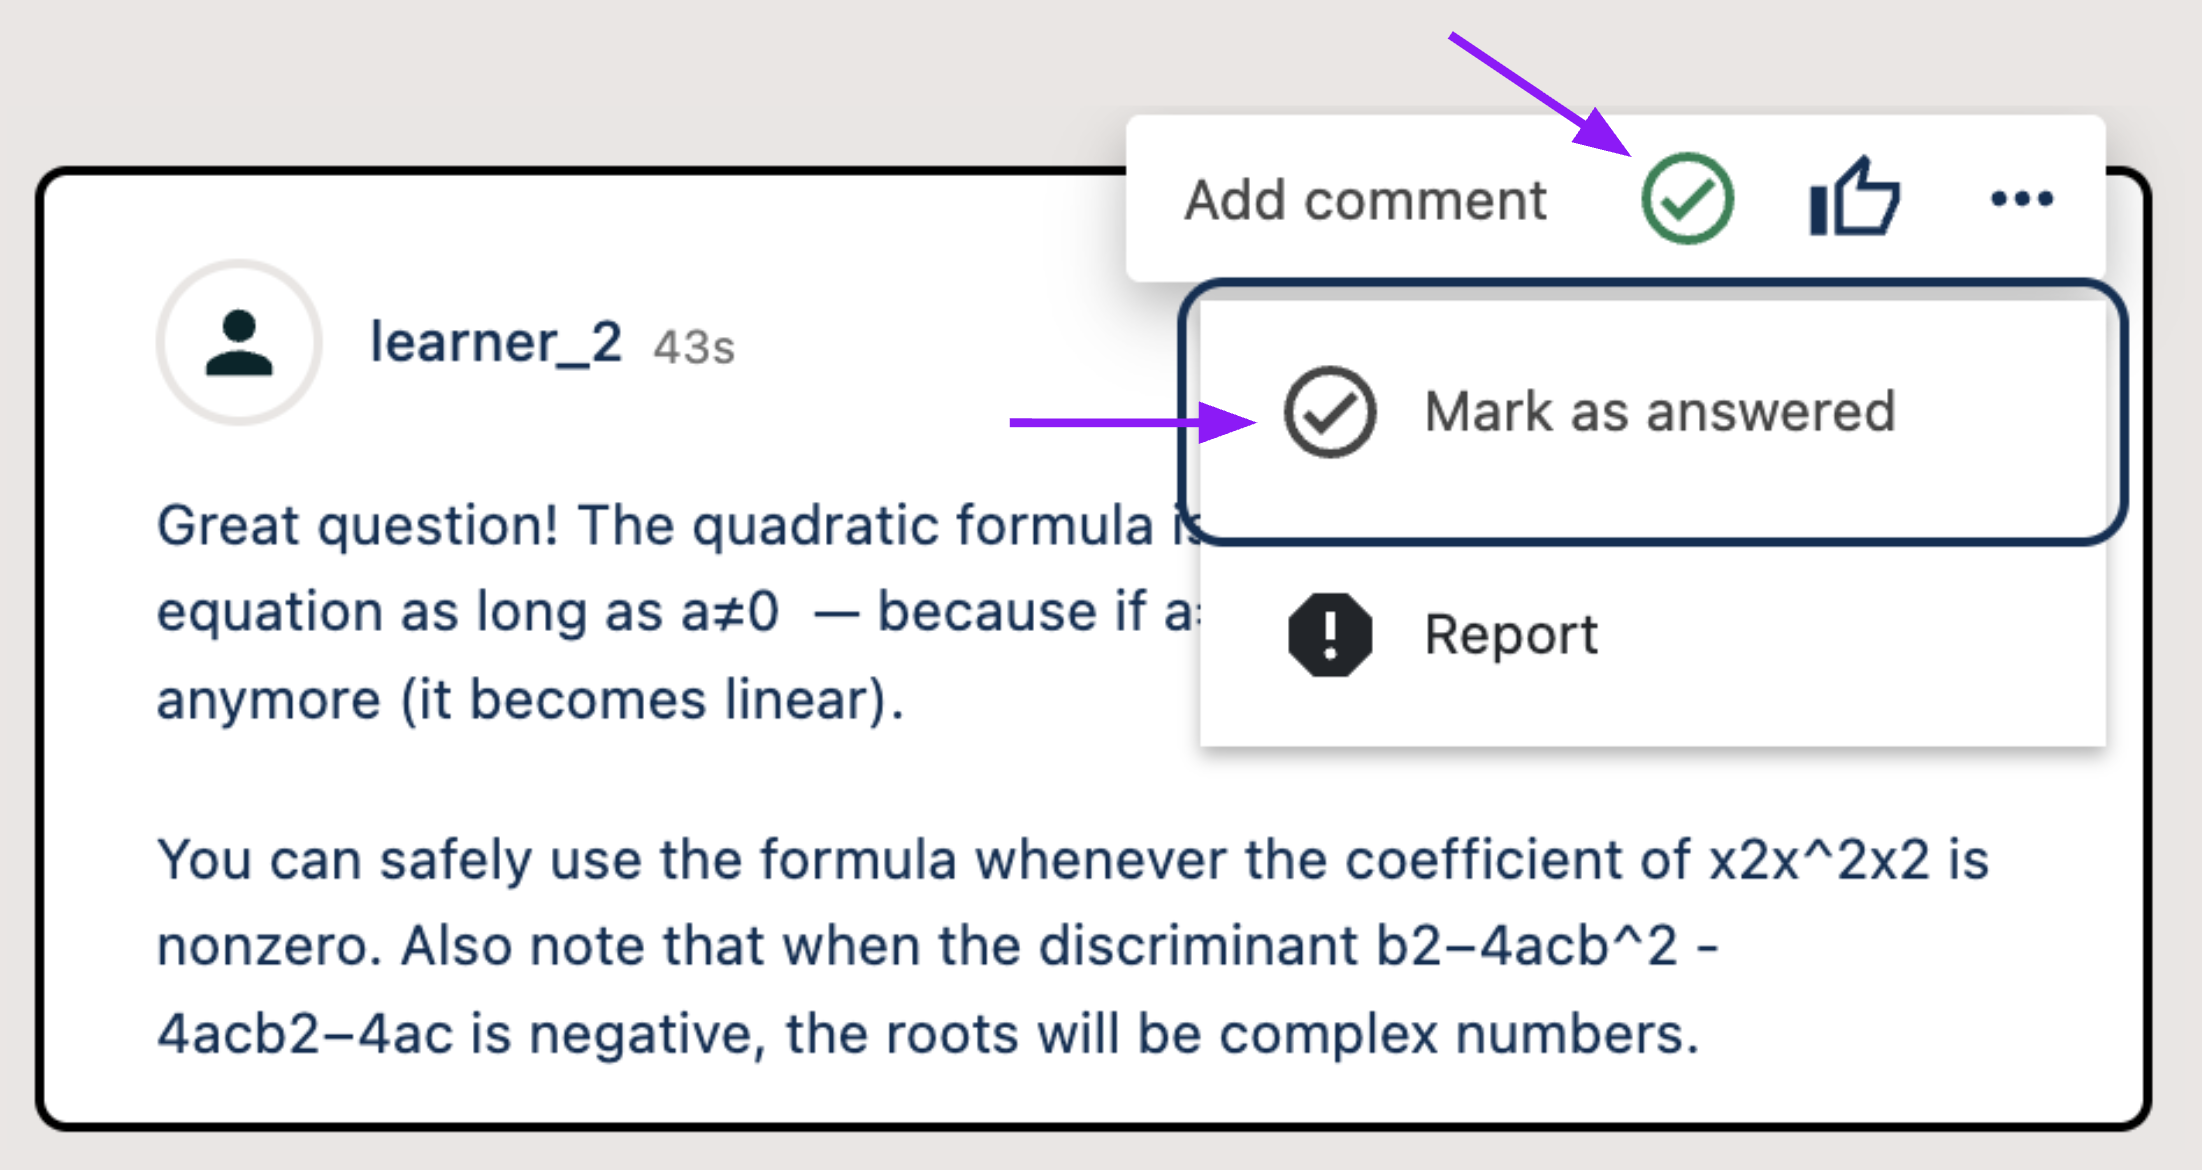 Add comment
learner_2 43s
Mark as answered
Great question! The quadratic formula
equation as long as a≠0 — because if a
Report
anymore (it becomes linear).
You can safely use the formula whenever the coefficient of x2x^2x2 is
nonzero. Also note that when the discriminant b2−4acb^2 -
4acb2−4ac is negative, the roots will be complex numbers.